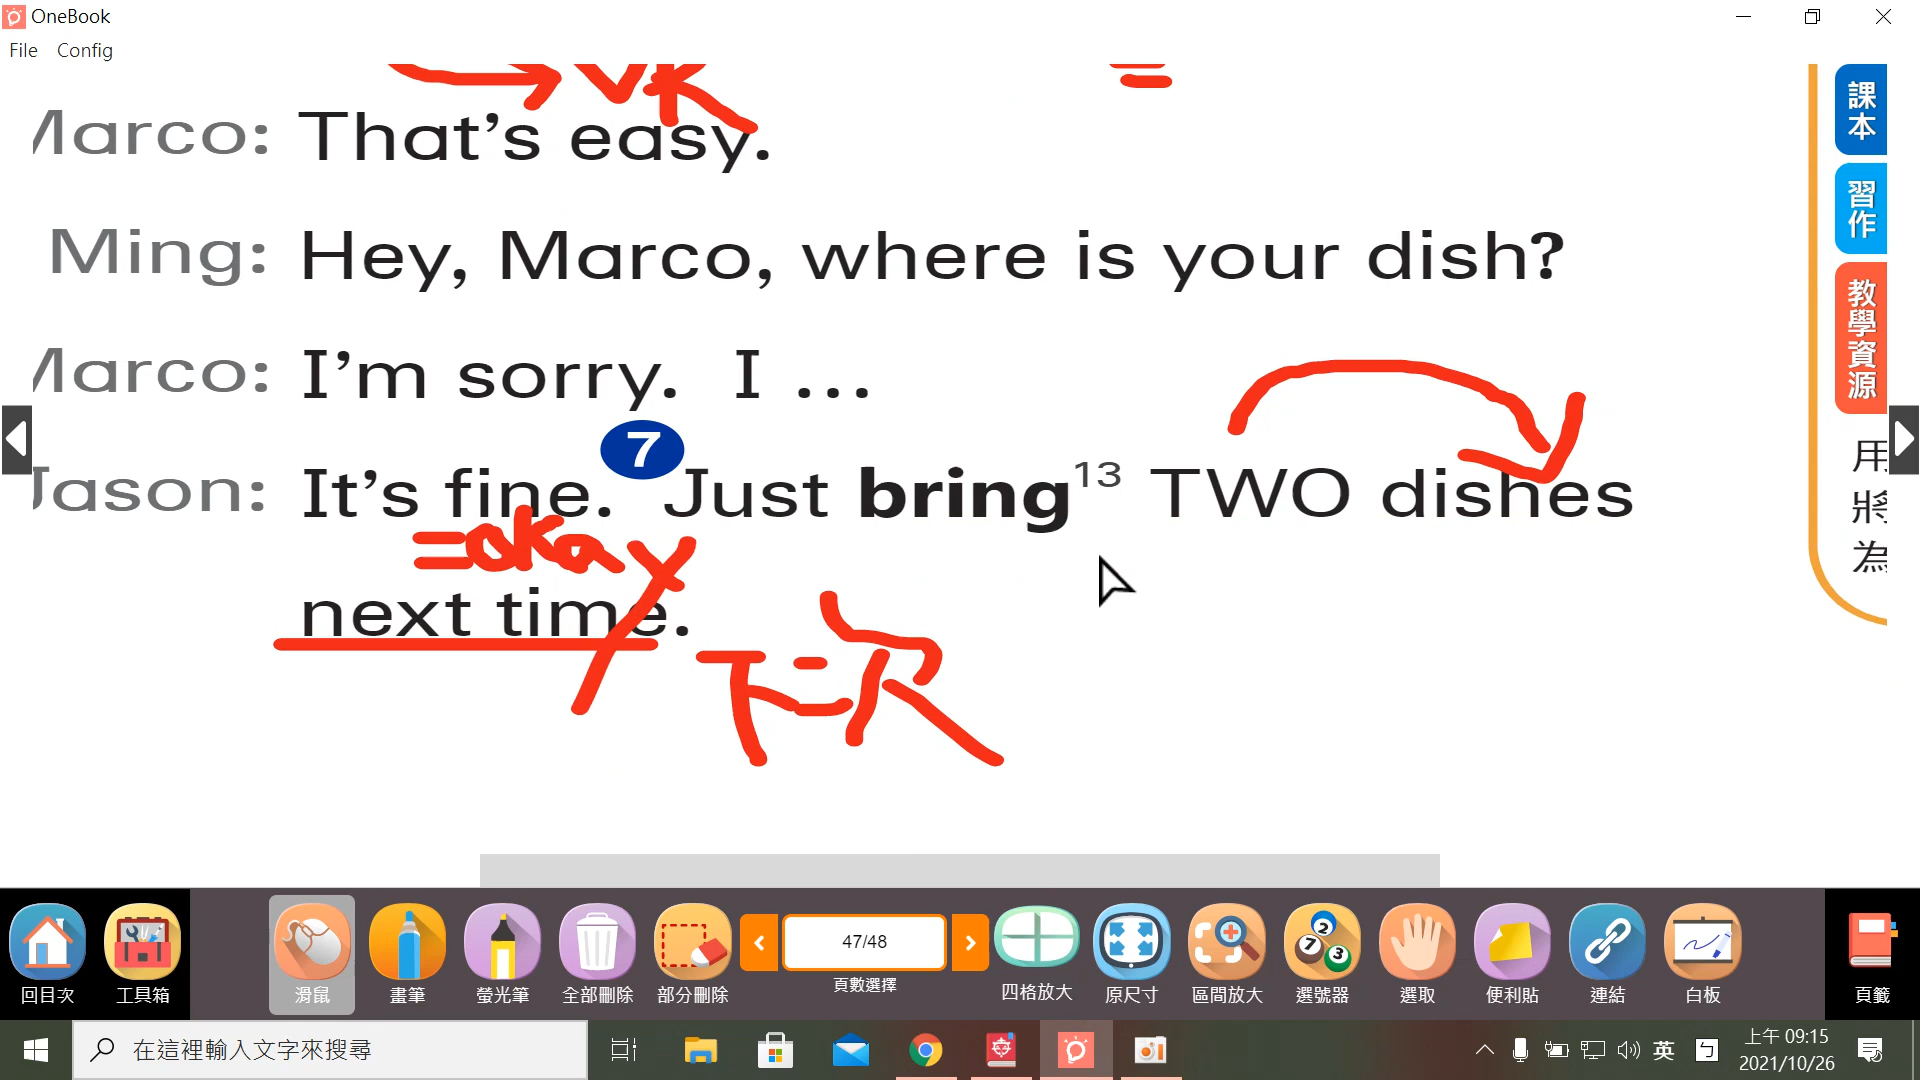 OneBook
File Config
Marco: That's easy.
課本
習作
教學資源
Ming: Hey, Marco, where is your dish?
Marco: I'm sorry. I ...
用
將
為
7
Jason: It's fine. Just bring13 TWO dishes
=okay
next time.
下=次
47/48
回目次 工具箱 滑鼠 畫筆 螢光筆 全部刪除 部分刪除 頁數選擇 四格放大 原尺寸 區間放大 選號器 選取 便利貼 連結 白板 頁籤
在這裡輸入文字來搜尋
英 ㄅ
上午 09:15
2021/10/26